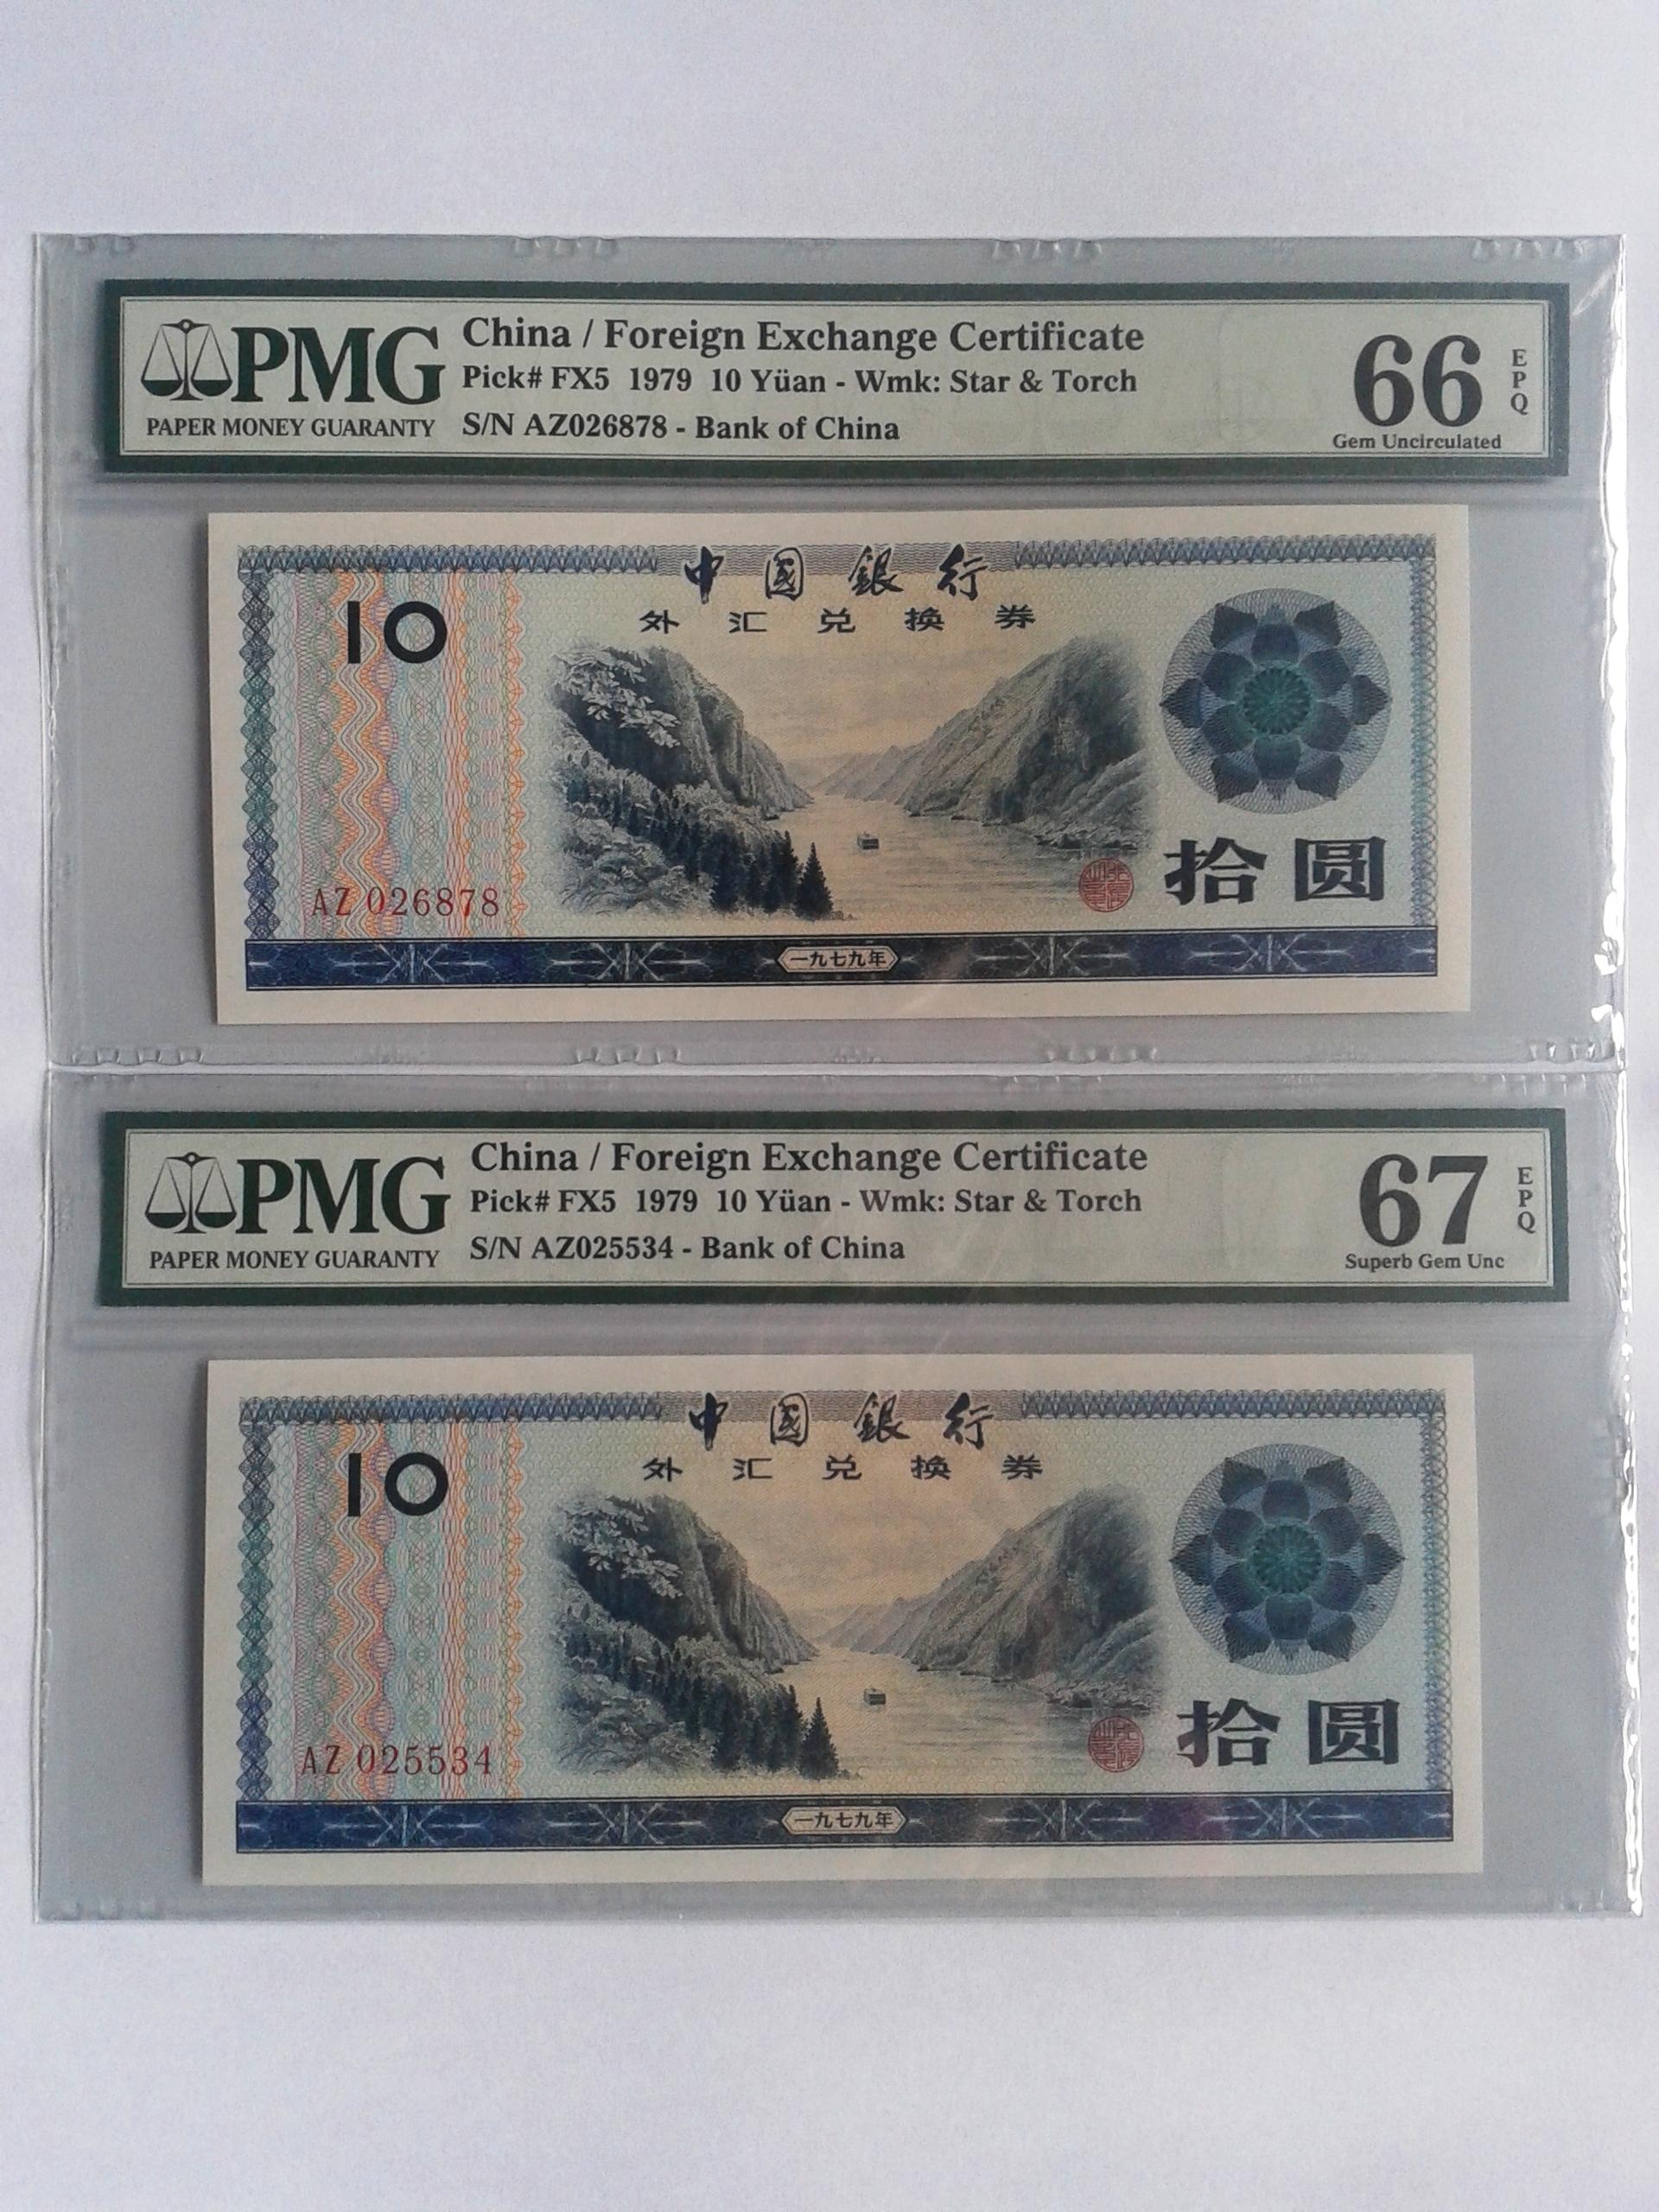 PMG
PAPER MONEY GUARANTY
China / Foreign Exchange Certificate
Pick# FX5 1979 10 Yüan - Wmk: Star & Torch
S/N AZ026878 - Bank of China
66
EPQ
Gem Uncirculated
中國銀行
外汇兑换券
10
拾圆
AZ 026878
一九七九年
PMG
PAPER MONEY GUARANTY
China / Foreign Exchange Certificate
Pick# FX5 1979 10 Yüan - Wmk: Star & Torch
S/N AZ025534 - Bank of China
67
EPQ
Superb Gem Unc
中國銀行
外汇兑换券
10
拾圆
AZ 025534
一九七九年